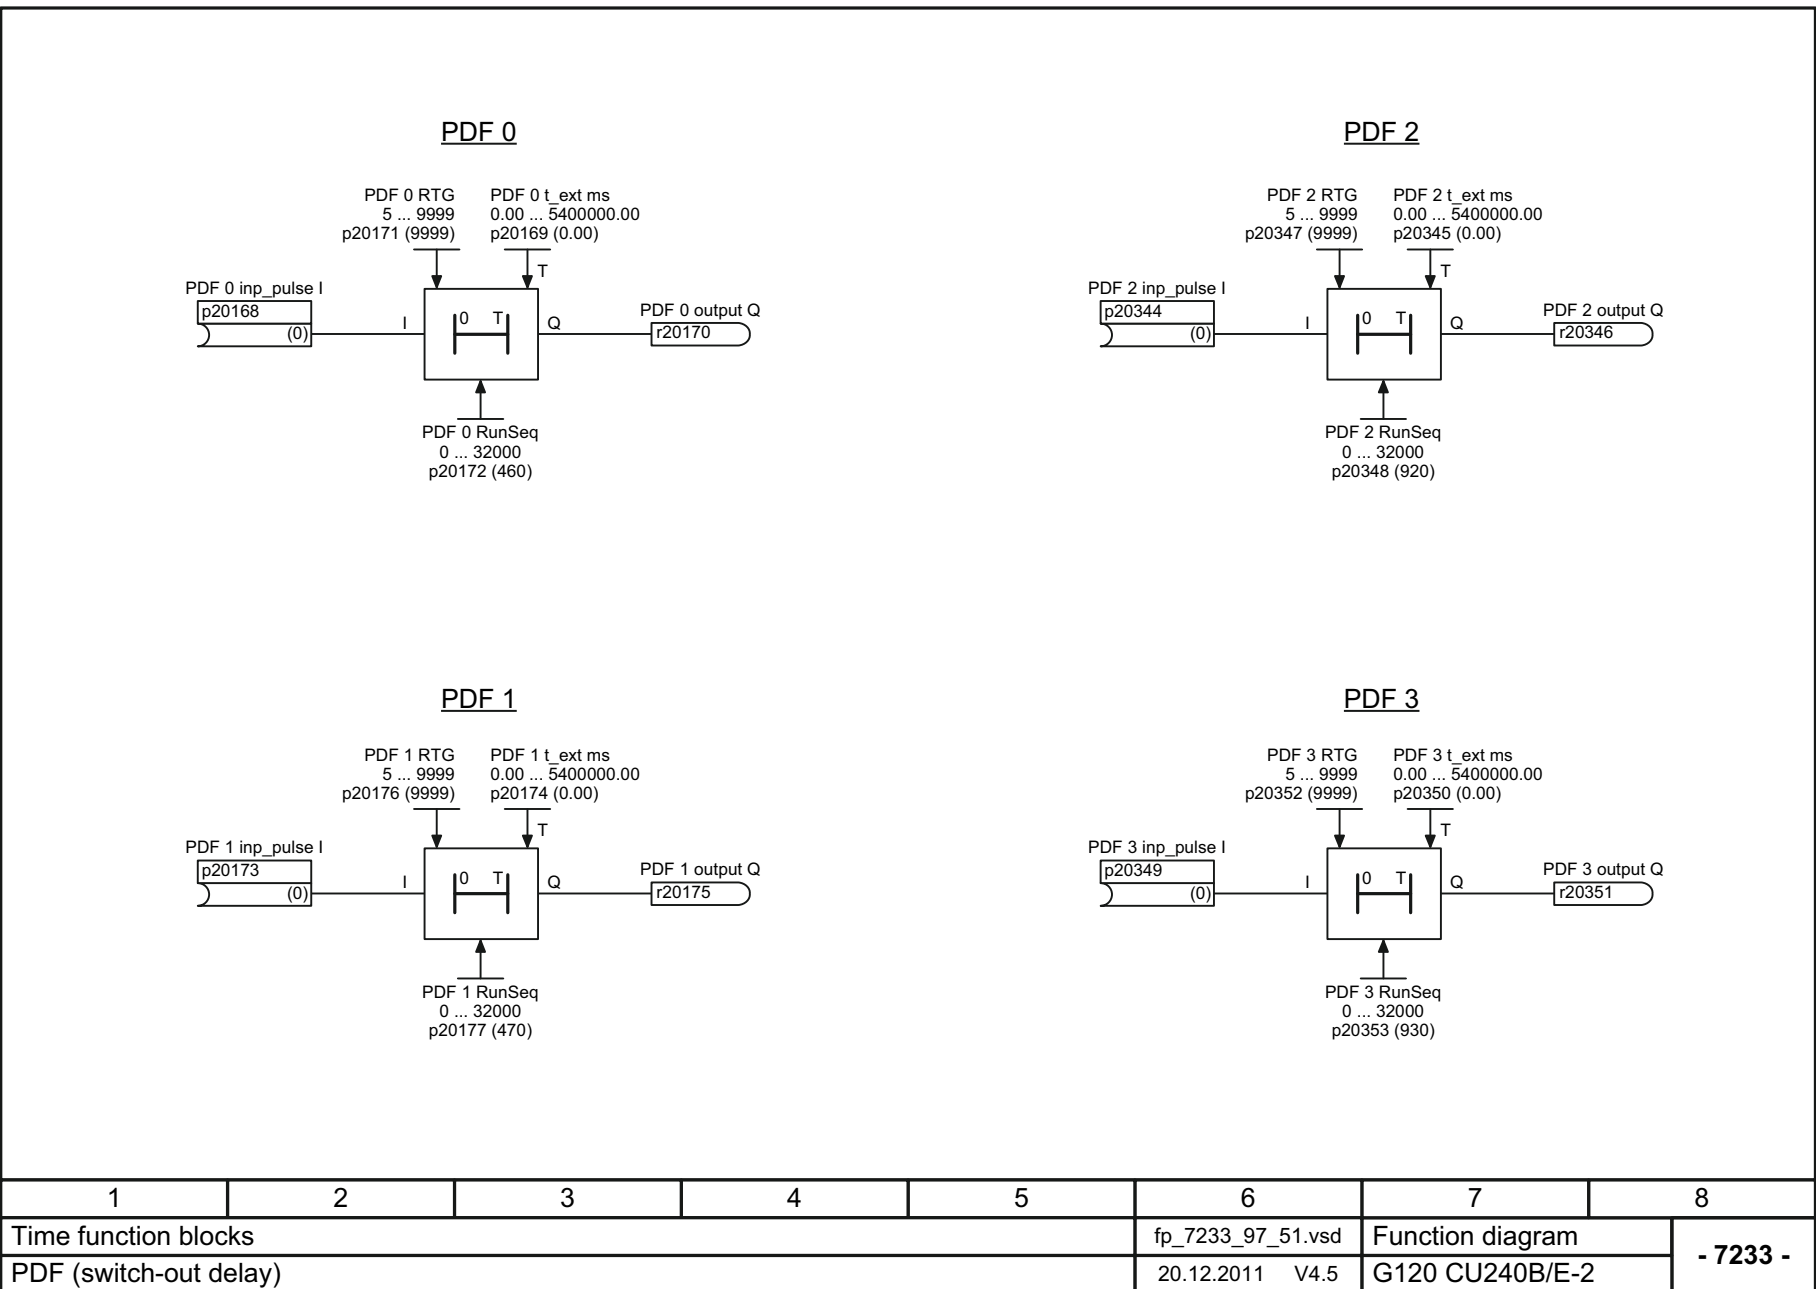 PDF 0
PDF 0 RTG
5 ... 9999
p20171 (9999)
PDF 0 t_ext ms
0.00 ... 5400000.00
p20169 (0.00)
T
PDF 0 inp_pulse I
p20168
(0)
I
0 T
Q
PDF 0 output Q
r20170
PDF 0 RunSeq
0 ... 32000
p20172 (460)
PDF 2
PDF 2 RTG
5 ... 9999
p20347 (9999)
PDF 2 t_ext ms
0.00 ... 5400000.00
p20345 (0.00)
T
PDF 2 inp_pulse I
p20344
(0)
I
0 T
Q
PDF 2 output Q
r20346
PDF 2 RunSeq
0 ... 32000
p20348 (920)
PDF 1
PDF 1 RTG
5 ... 9999
p20176 (9999)
PDF 1 t_ext ms
0.00 ... 5400000.00
p20174 (0.00)
T
PDF 1 inp_pulse I
p20173
(0)
I
0 T
Q
PDF 1 output Q
r20175
PDF 1 RunSeq
0 ... 32000
p20177 (470)
PDF 3
PDF 3 RTG
5 ... 9999
p20352 (9999)
PDF 3 t_ext ms
0.00 ... 5400000.00
p20350 (0.00)
T
PDF 3 inp_pulse I
p20349
(0)
I
0 T
Q
PDF 3 output Q
r20351
PDF 3 RunSeq
0 ... 32000
p20353 (930)
1 2 3 4 5 6 7 8
Time function blocks
fp_7233_97_51.vsd
Function diagram
- 7233 -
PDF (switch-out delay)
20.12.2011 V4.5
G120 CU240B/E-2